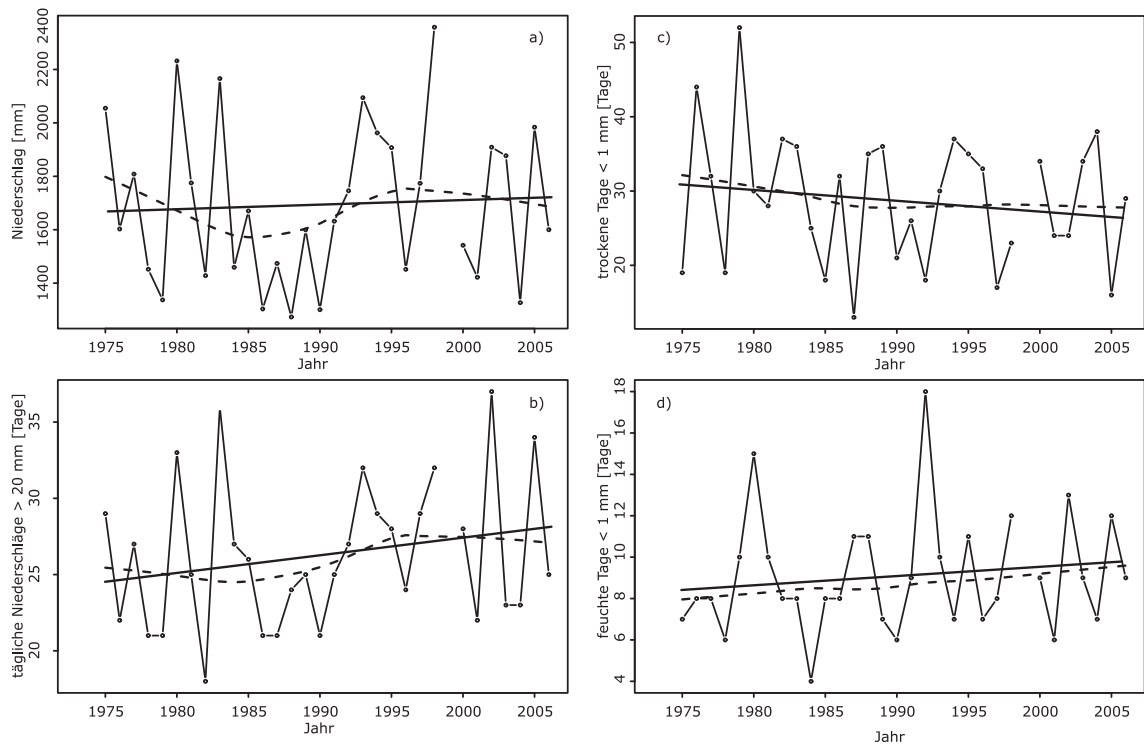 a)
Niederschlag [mm]
2400
2200
2000
1800
1600
1400
1975 1980 1985 1990 1995 2000 2005
Jahr
c)
trockene Tage < 1 mm [Tage]
50
40
30
20
1975 1980 1985 1990 1995 2000 2005
Jahr
b)
tägliche Niederschläge > 20 mm [Tage]
35
30
25
20
1975 1980 1985 1990 1995 2000 2005
Jahr
d)
feuchte Tage < 1 mm [Tage]
18
16
14
12
10
8
6
4
1975 1980 1985 1990 1995 2000 2005
Jahr